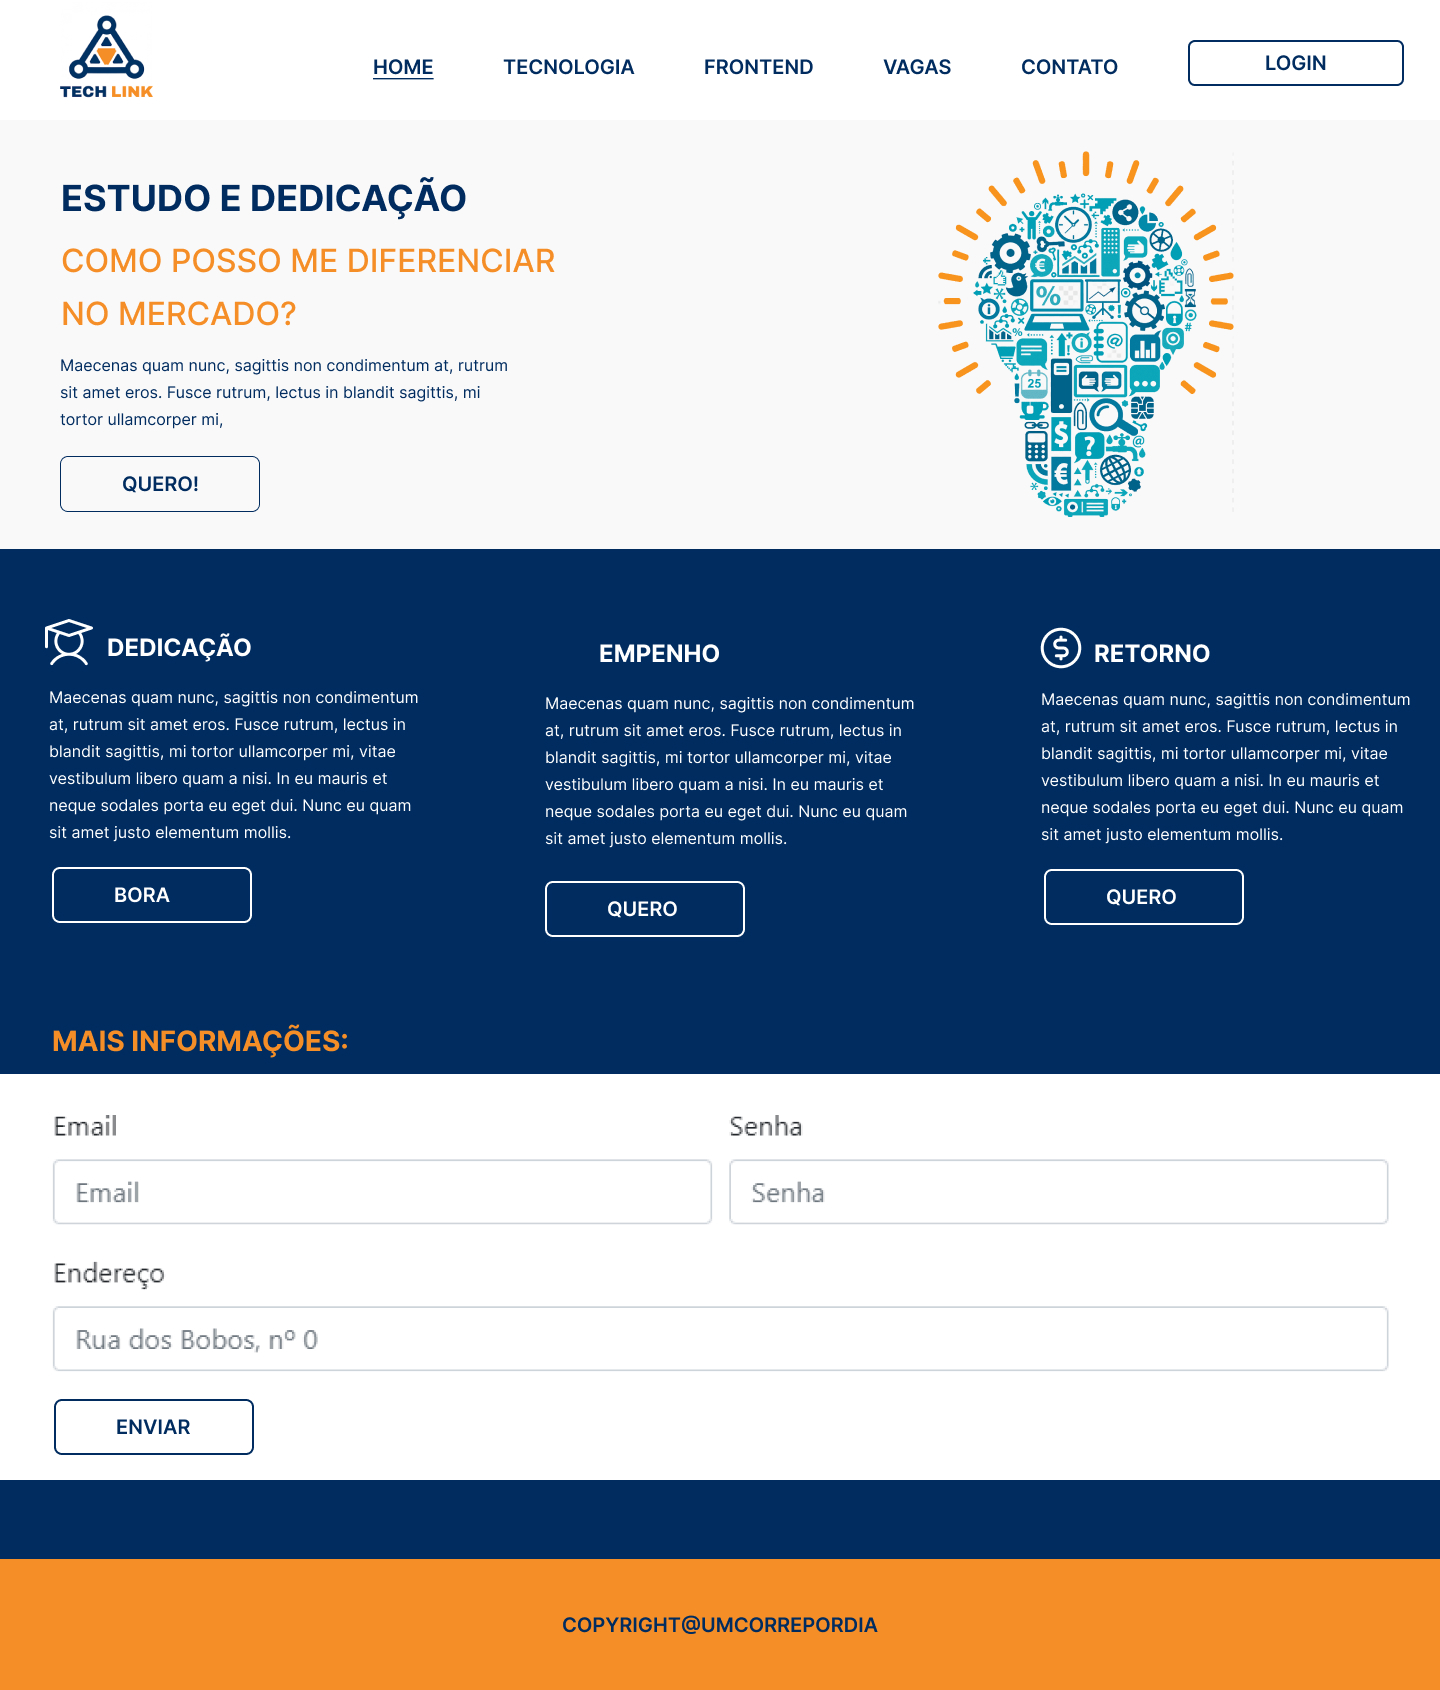 TECH LINK
HOME
TECNOLOGIA
FRONTEND
VAGAS
CONTATO
LOGIN
ESTUDO E DEDICAÇÃO
COMO POSSO ME DIFERENCIAR
NO MERCADO?
Maecenas quam nunc, sagittis non condimentum at, rutrum
sit amet eros. Fusce rutrum, lectus in blandit sagittis, mi
tortor ullamcorper mi,
QUERO!
€
%
#
%
@
25
$
?
@
€
DEDICAÇÃO
Maecenas quam nunc, sagittis non condimentum
at, rutrum sit amet eros. Fusce rutrum, lectus in
blandit sagittis, mi tortor ullamcorper mi, vitae
vestibulum libero quam a nisi. In eu mauris et
neque sodales porta eu eget dui. Nunc eu quam
sit amet justo elementum mollis.
BORA
EMPENHO
Maecenas quam nunc, sagittis non condimentum
at, rutrum sit amet eros. Fusce rutrum, lectus in
blandit sagittis, mi tortor ullamcorper mi, vitae
vestibulum libero quam a nisi. In eu mauris et
neque sodales porta eu eget dui. Nunc eu quam
sit amet justo elementum mollis.
QUERO
$
RETORNO
Maecenas quam nunc, sagittis non condimentum
at, rutrum sit amet eros. Fusce rutrum, lectus in
blandit sagittis, mi tortor ullamcorper mi, vitae
vestibulum libero quam a nisi. In eu mauris et
neque sodales porta eu eget dui. Nunc eu quam
sit amet justo elementum mollis.
QUERO
MAIS INFORMAÇÕES:
Email
Email
Senha
Senha
Endereço
Rua dos Bobos, nº 0
ENVIAR
COPYRIGHT@UMCORREPORDIA